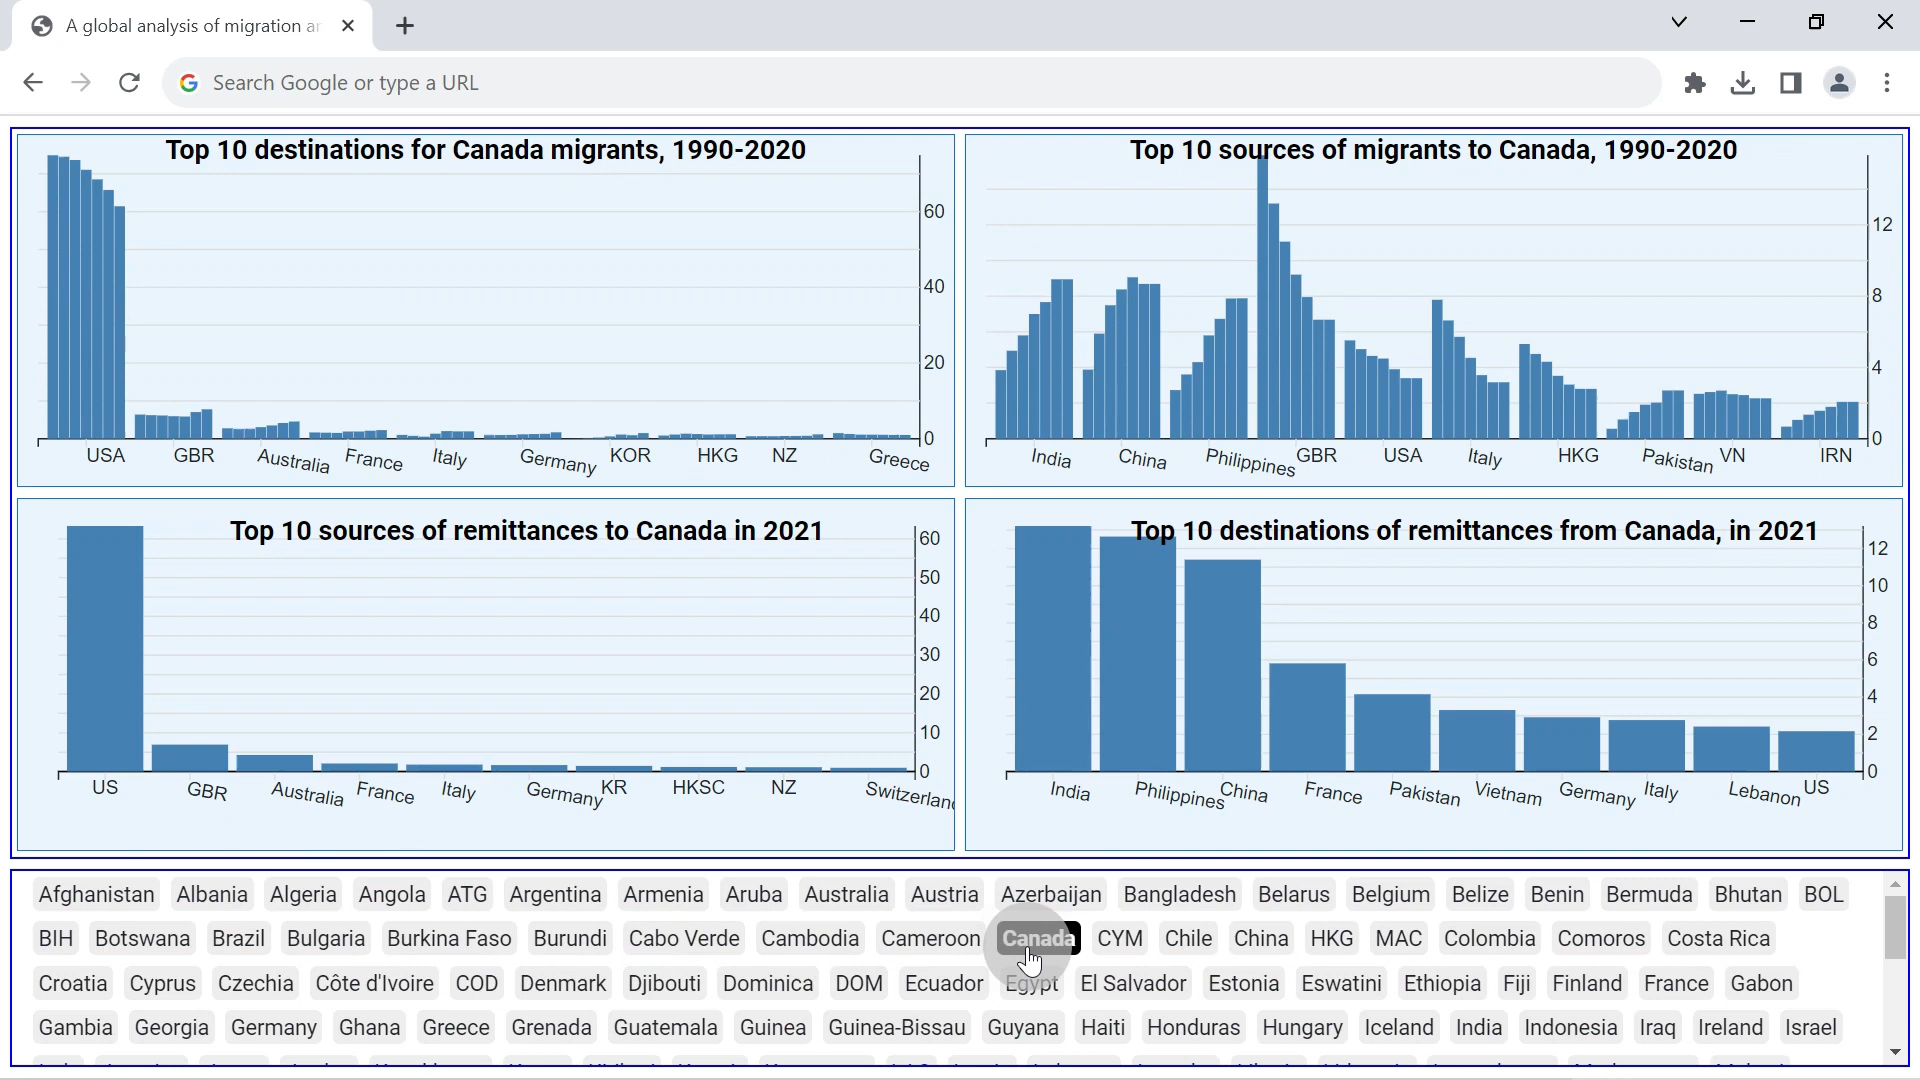 A global analysis of migration ar
Search Google or type a URL
Top 10 destinations for Canada migrants, 1990-2020
60
40
20
0
USA GBR Australia France Italy Germany KOR HKG NZ Greece
Top 10 sources of migrants to Canada, 1990-2020
12
8
4
0
India China Philippines GBR USA Italy HKG Pakistan VN IRN
Top 10 sources of remittances to Canada in 2021
60
50
40
30
20
10
0
US GBR Australia France Italy Germany KR HKSC NZ Switzerland
Top 10 destinations of remittances from Canada, in 2021
12
10
8
6
4
2
0
India Philippines China France Pakistan Vietnam Germany Italy Lebanon US
Afghanistan Albania Algeria Angola ATG Argentina Armenia Aruba Australia Austria Azerbaijan Bangladesh Belarus Belgium Belize Benin Bermuda Bhutan BOL
BIH Botswana Brazil Bulgaria Burkina Faso Burundi Cabo Verde Cambodia Cameroon Canada CYM Chile China HKG MAC Colombia Comoros Costa Rica
Croatia Cyprus Czechia Côte d'Ivoire COD Denmark Djibouti Dominica DOM Ecuador Egypt El Salvador Estonia Eswatini Ethiopia Fiji Finland France Gabon
Gambia Georgia Germany Ghana Greece Grenada Guatemala Guinea Guinea-Bissau Guyana Haiti Honduras Hungary Iceland India Indonesia Iraq Ireland Israel